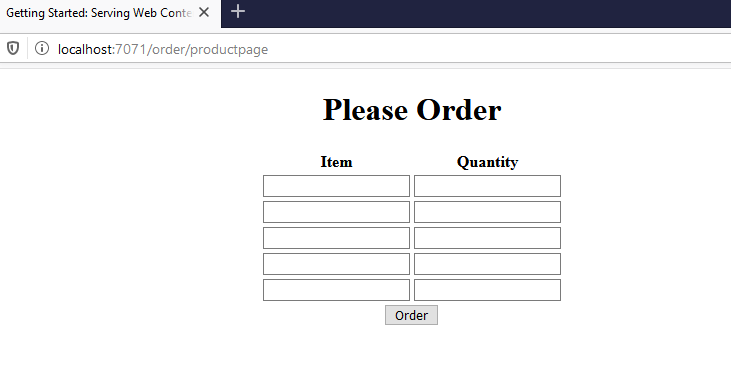 Getting Started: Serving Web Conte
localhost:7071/order/productpage
Please Order
Item Quantity
Order